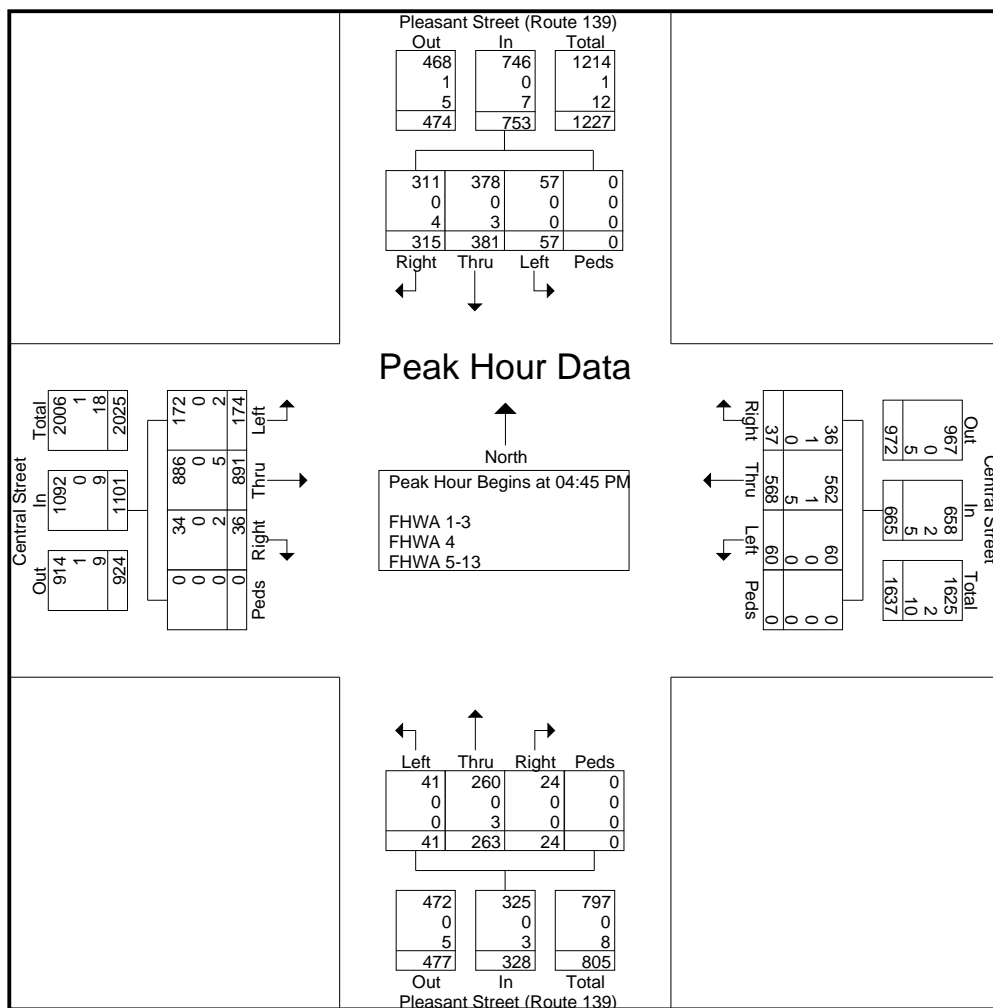 Pleasant Street (Route 139)
Out In Total
468 746 1214
1 0 1
5 7 12
474 753 1227
311 378 57 0
0 0 0 0
4 3 0 0
315 381 57 0
Right Thru Left Peds
Peak Hour Data
North
Peak Hour Begins at 04:45 PM
FHWA 1-3
FHWA 4
FHWA 5-13
Central Street
Out In Total
914 1092 2006
1 0 1
9 9 18
924 1101 2025
0 34 886 172
0 0 0 0
0 2 5 2
0 36 891 174
Peds Right Thru Left
Central Street
Out In Total
967 658 1625
0 2 2
5 5 10
972 665 1637
36 562 60 0
1 1 0 0
0 5 0 0
37 568 60 0
Right Thru Left Peds
Left Thru Right Peds
41 260 24 0
0 0 0 0
0 3 0 0
41 263 24 0
472 325 797
0 0 0
5 3 8
477 328 805
Out In Total
Pleasant Street (Route 139)